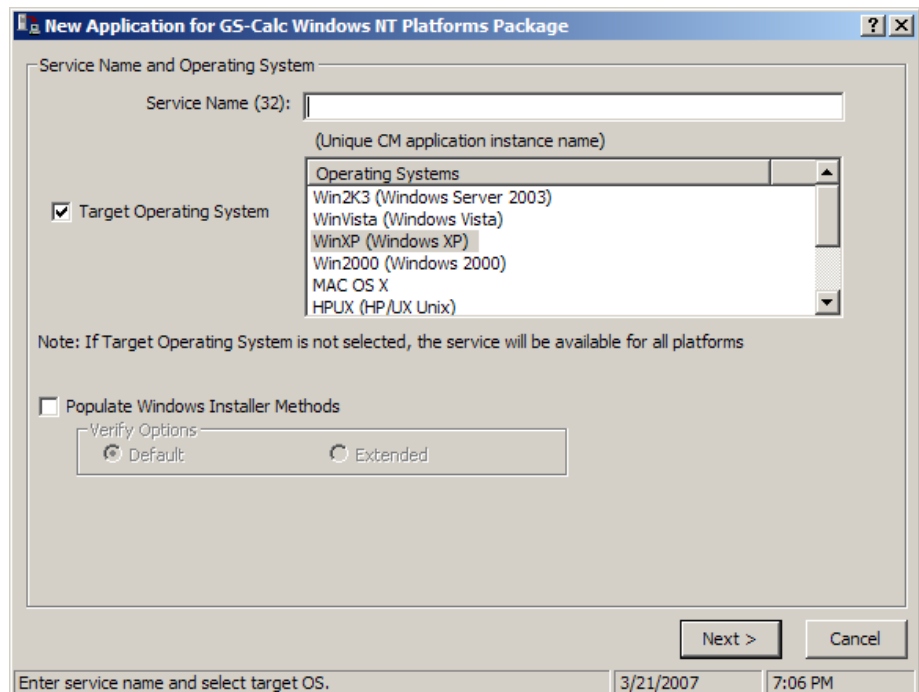 New Application for GS-Calc Windows NT Platforms Package
Service Name and Operating System
Service Name (32):
(Unique CM application instance name)
Operating Systems
Target Operating System
Win2K3 (Windows Server 2003)
WinVista (Windows Vista)
WinXP (Windows XP)
Win2000 (Windows 2000)
MAC OS X
HPUX (HP/UX Unix)
Note: If Target Operating System is not selected, the service will be available for all platforms
Populate Windows Installer Methods
Verify Options
Default Extended
Next > Cancel
Enter service name and select target OS. 3/21/2007 7:06 PM